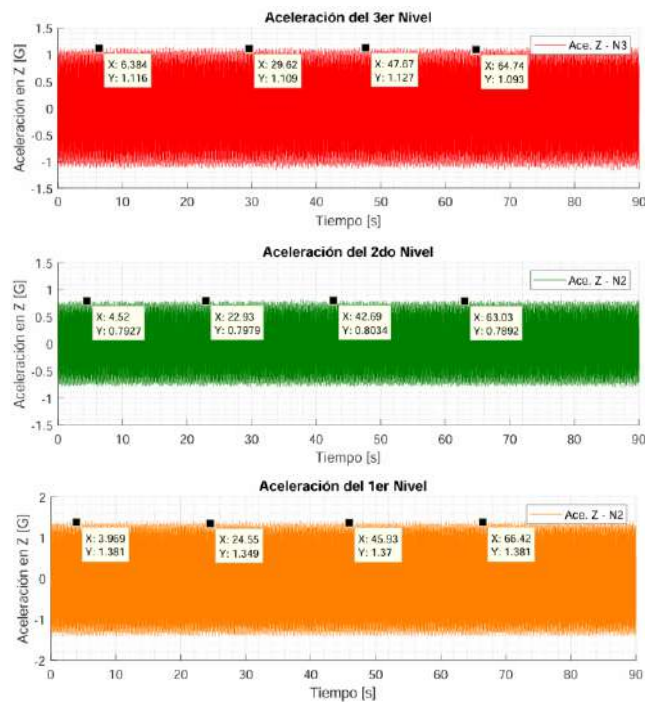 Aceleración del 3er Nivel
Aceleración en Z [G]
1.5
1
0.5
0
-0.5
-1
-1.5
Ace. Z - N3
X: 6.384
Y: 1.116
X: 29.62
Y: 1.109
X: 47.67
Y: 1.127
X: 64.74
Y: 1.093
0 10 20 30 40 50 60 70 80 90
Tiempo [s]
Aceleración del 2do Nivel
Aceleración en Z [G]
1.5
1
0.5
0
-0.5
-1
-1.5
Ace. Z - N2
X: 4.52
Y: 0.7927
X: 22.93
Y: 0.7979
X: 42.69
Y: 0.8034
X: 63.03
Y: 0.7892
0 10 20 30 40 50 60 70 80 90
Tiempo [s]
Aceleración del 1er Nivel
Aceleración en Z [G]
2
1
0
-1
-2
Ace. Z - N2
X: 3.969
Y: 1.381
X: 24.55
Y: 1.349
X: 45.93
Y: 1.37
X: 66.42
Y: 1.381
0 10 20 30 40 50 60 70 80 90
Tiempo [s]